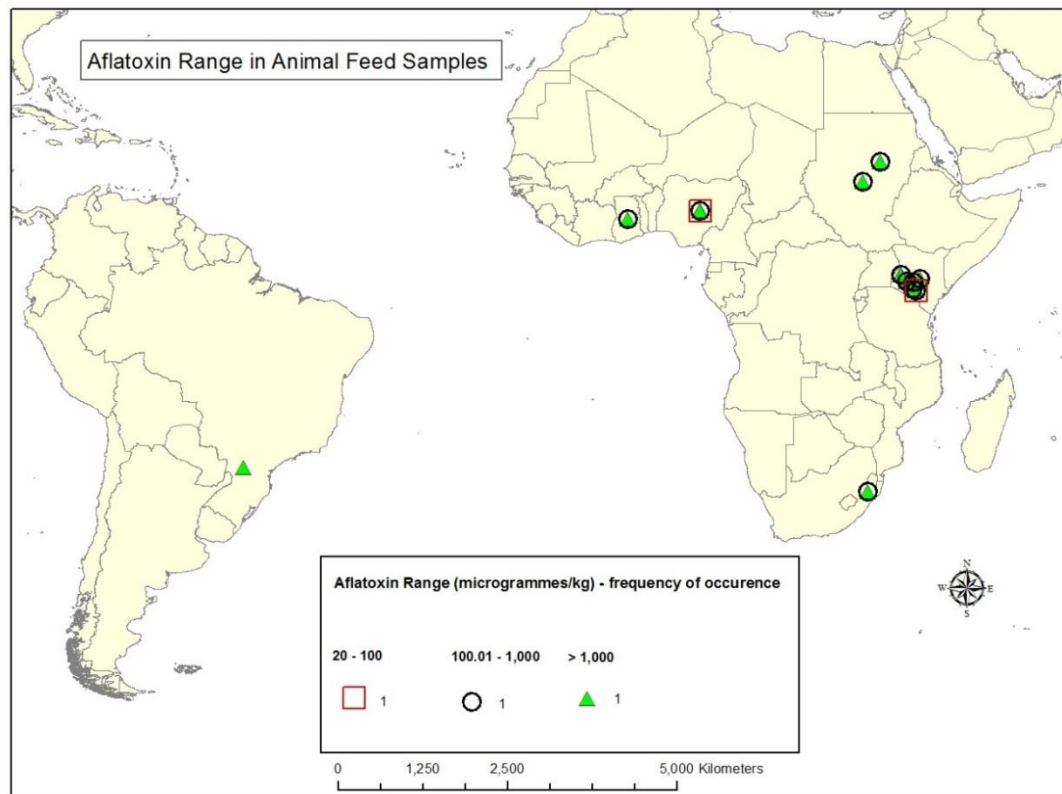 Aflatoxin Range in Animal Feed Samples
N
W E
S
Aflatoxin Range (microgrammes/kg) - frequency of occurence
20 - 100 100.01 - 1,000 > 1,000
1 1 1
0 1,250 2,500 5,000 Kilometers